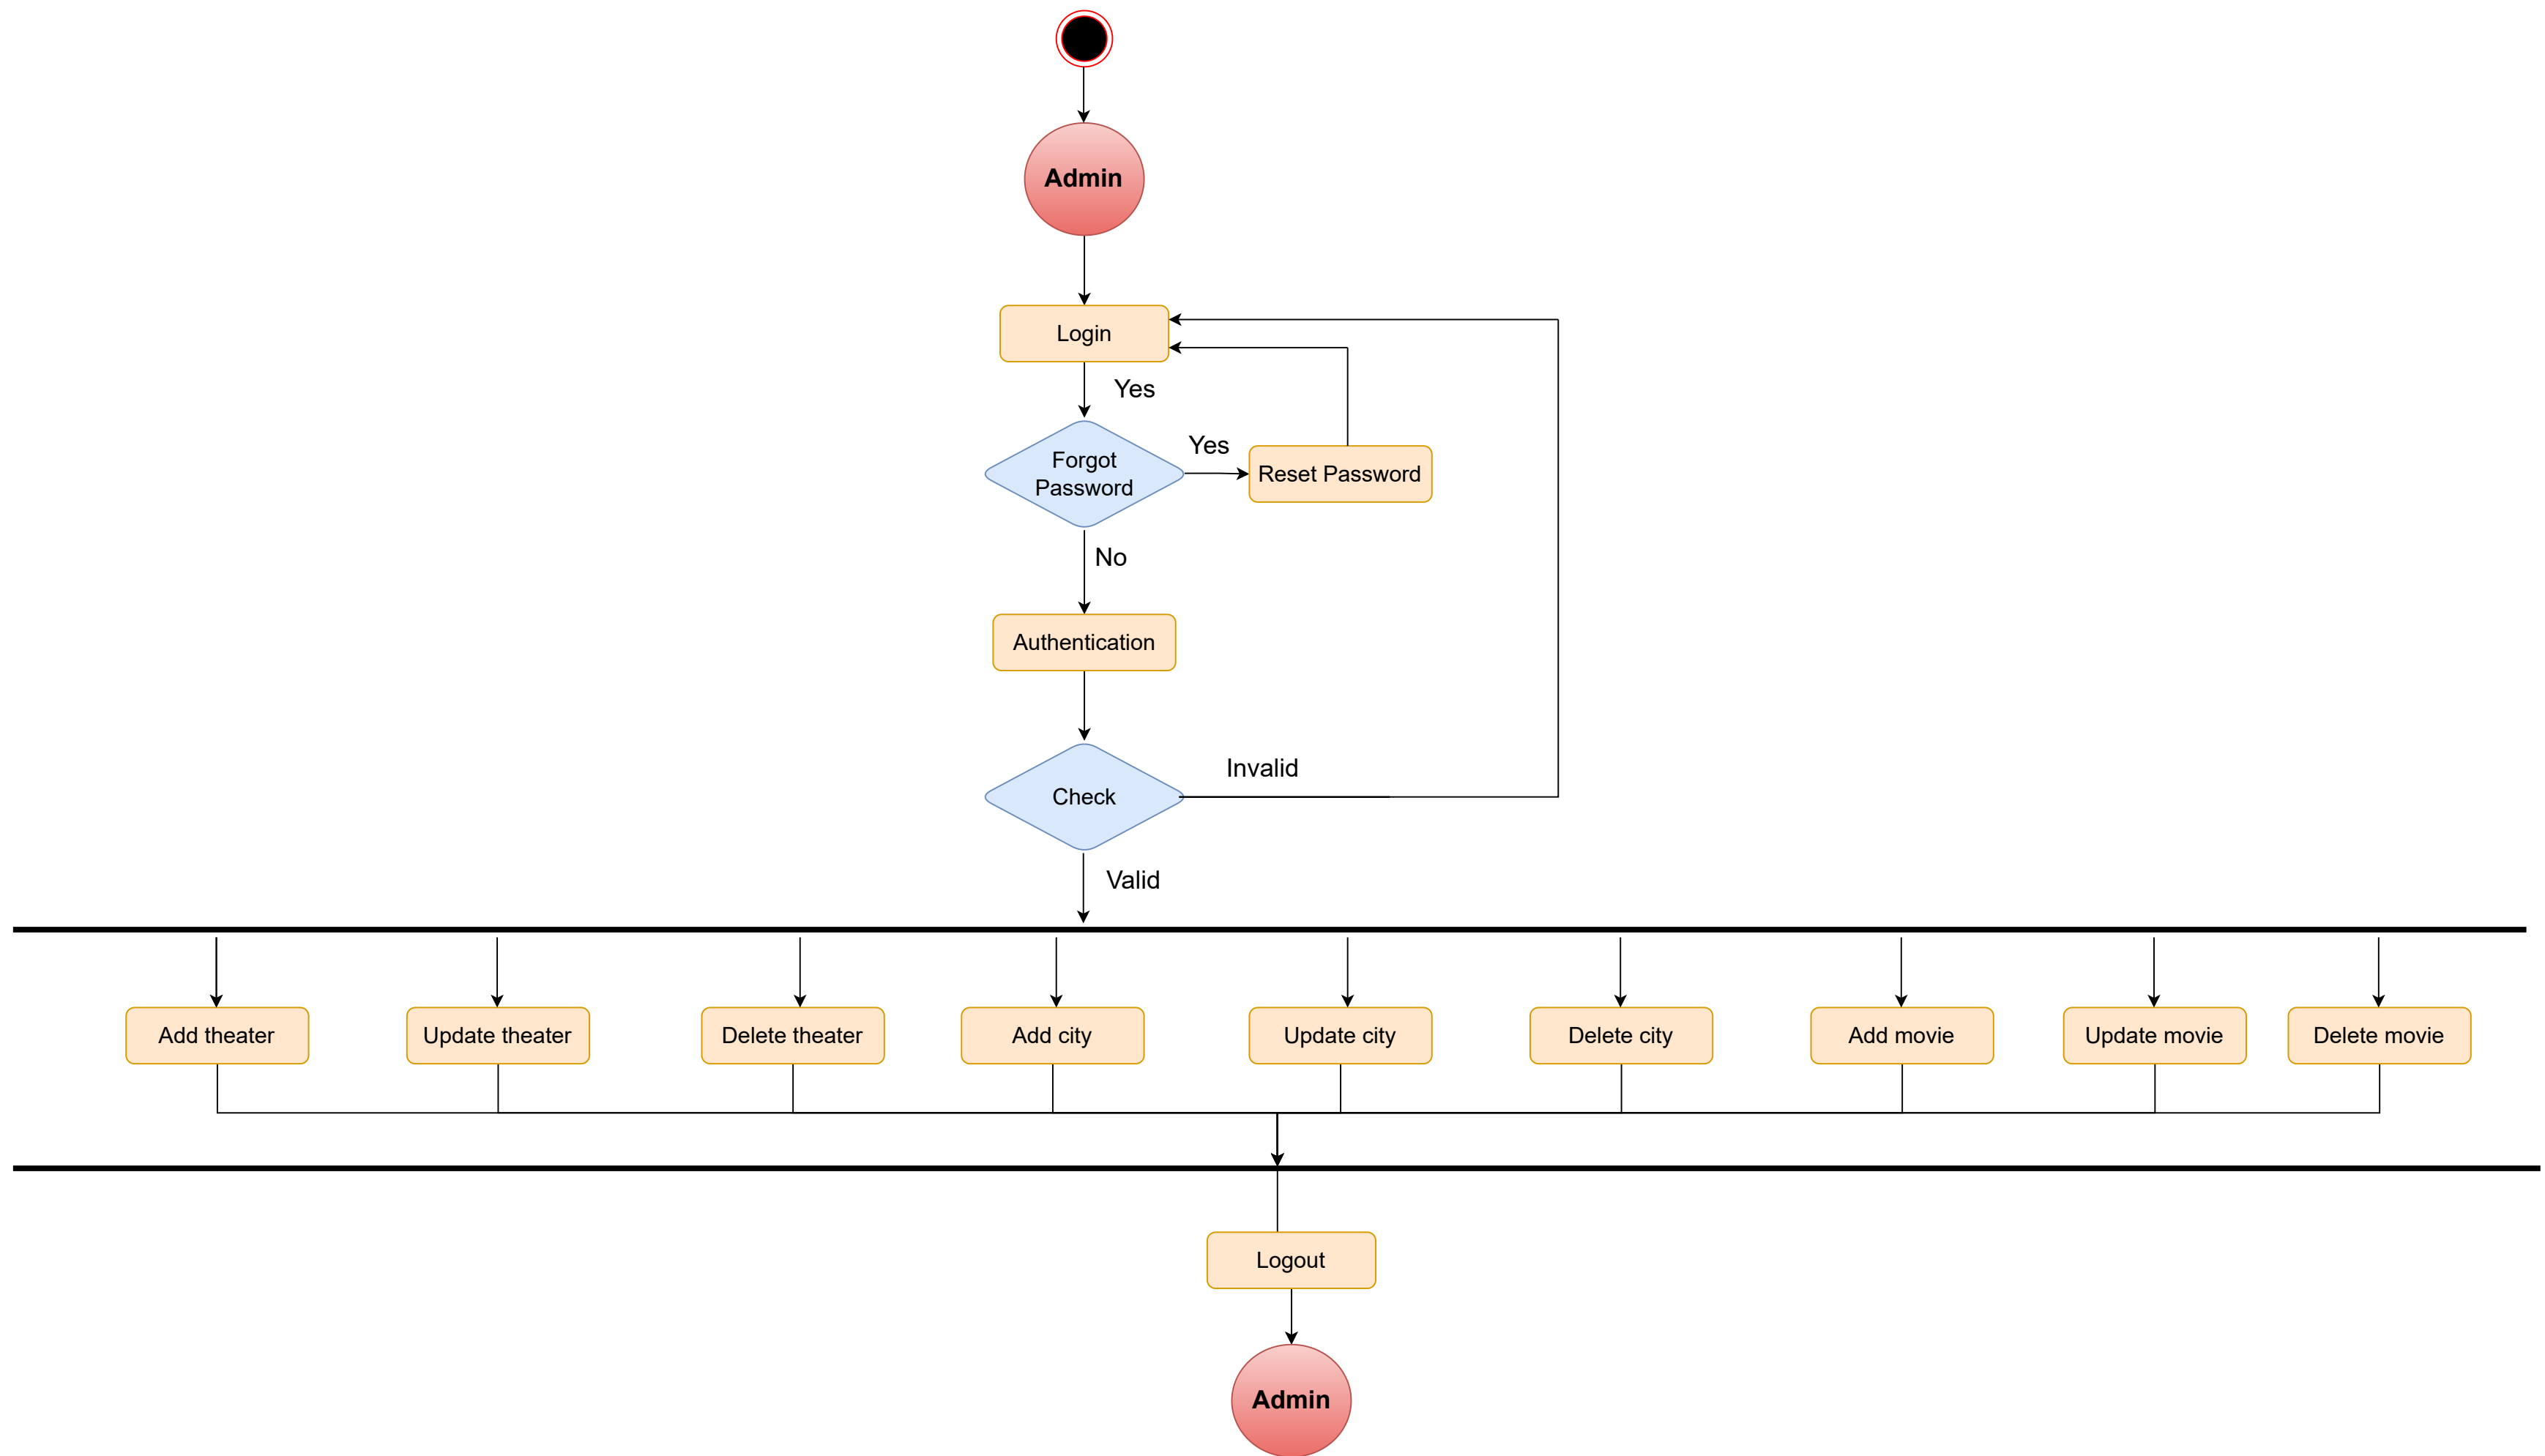 Admin
Login
Yes
Forgot
Password
Yes
Reset Password
No
Authentication
Check
Invalid
Valid
Add theater
Update theater
Delete theater
Add city
Update city
Delete city
Add movie
Update movie
Delete movie
Logout
Admin